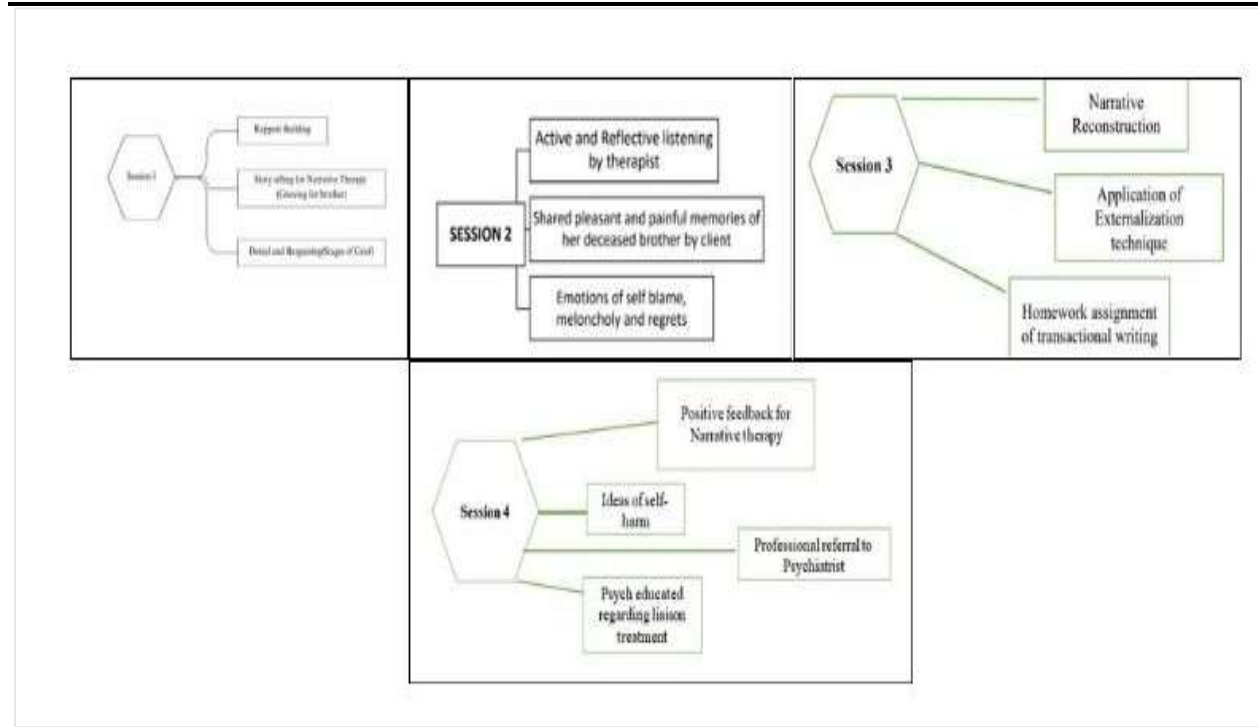 Session 1
Rapport Building
Story telling for Narrative Therapy
(Grieving for brother)
Denial and Bargaining(Stages of Grief)
SESSION 2
Active and Reflective listening
by therapist
Shared pleasant and painful memories of
her deceased brother by client
Emotions of self blame,
meloncholy and regrets
Session 3
Narrative
Reconstruction
Application of
Externalization
technique
Homework assignment
of transactional writing
Session 4
Positive feedback for
Narrative therapy
Ideas of self-
harm
Professional referral to
Psychiatrist
Psych educated
regarding liaison
treatment